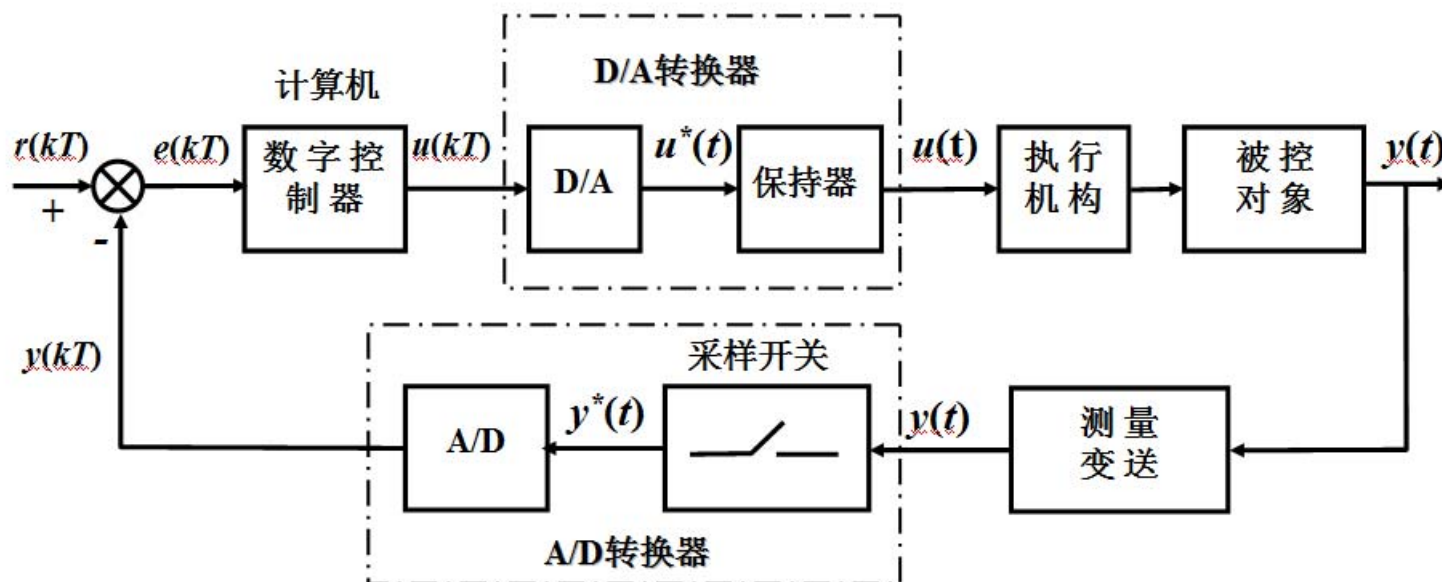 D/A转换器
计算机
r(kT)
e(kT)
数 字 控
制 器
u(kT)
D/A
u*(t)
保持器
u(t)
执 行
机 构
被 控
对 象
y(t)
+
-
y(kT)
采样开关
A/D
y*(t)
y(t)
测 量
变 送
A/D转换器